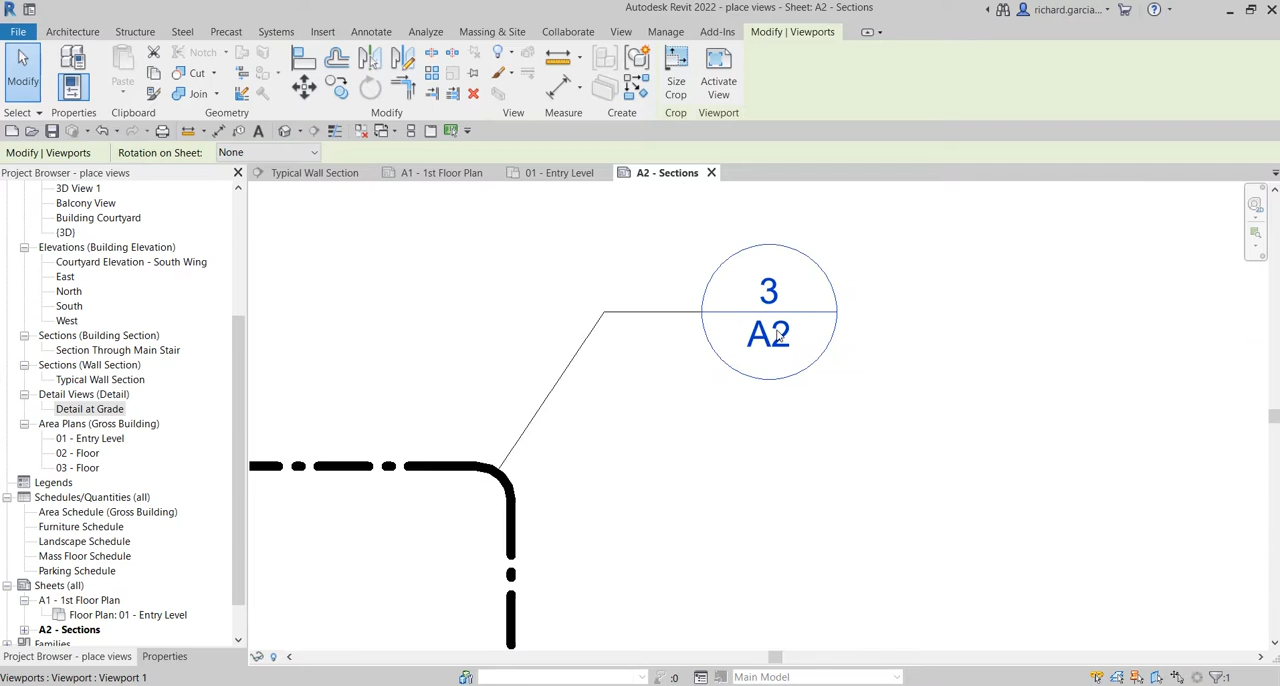 Autodesk Revit 2022 - place views - Sheet: A2 - Sections
richard.garcia...
File Architecture Structure Steel Precast Systems Insert Annotate Analyze Massing & Site Collaborate View Manage Add-Ins Modify | Viewports
Modify
Paste
Notch
Cut
Join
Size Crop
Activate View
Select Properties Clipboard Geometry Modify View Measure Create Crop Viewport
Modify | Viewports Rotation on Sheet: None
Project Browser - place views
Typical Wall Section A1 - 1st Floor Plan 01 - Entry Level A2 - Sections
3D View 1
Balcony View
Building Courtyard
{3D}
Elevations (Building Elevation)
Courtyard Elevation - South Wing
East
North
South
West
Sections (Building Section)
Section Through Main Stair
Sections (Wall Section)
Typical Wall Section
Detail Views (Detail)
Detail at Grade
Area Plans (Gross Building)
01 - Entry Level
02 - Floor
03 - Floor
Legends
Schedules/Quantities (all)
Area Schedule (Gross Building)
Furniture Schedule
Landscape Schedule
Mass Floor Schedule
Parking Schedule
Sheets (all)
A1 - 1st Floor Plan
Floor Plan: 01 - Entry Level
A2 - Sections
Families
3
A2
Project Browser - place views Properties
Viewports : Viewport : Viewport 1
:0
Main Model
:1